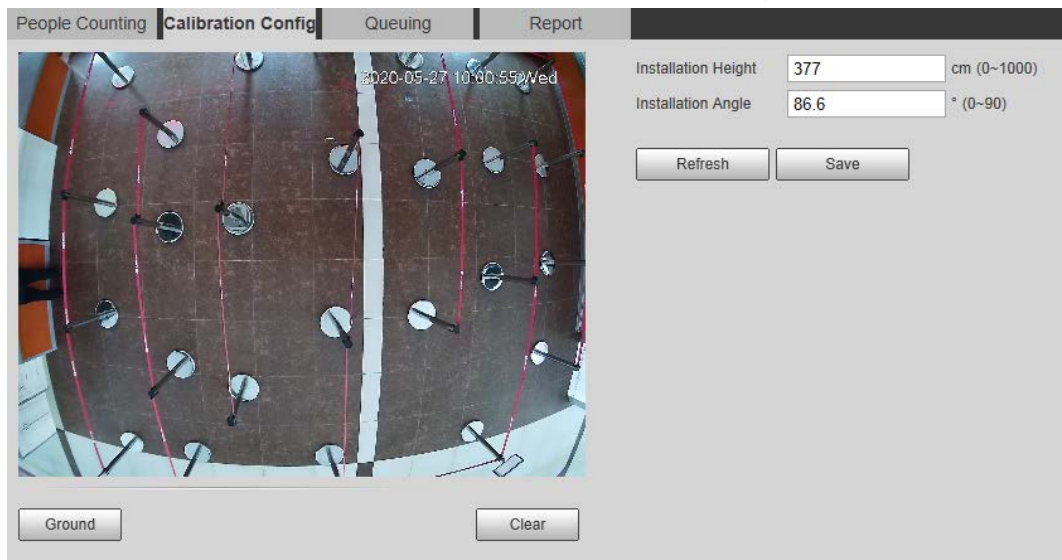 People Counting Calibration Config Queuing Report
2020-05-27 10:00:55 Wed
Installation Height 377 cm (0~1000)
Installation Angle 86.6 ° (0~90)
Refresh Save
Ground Clear